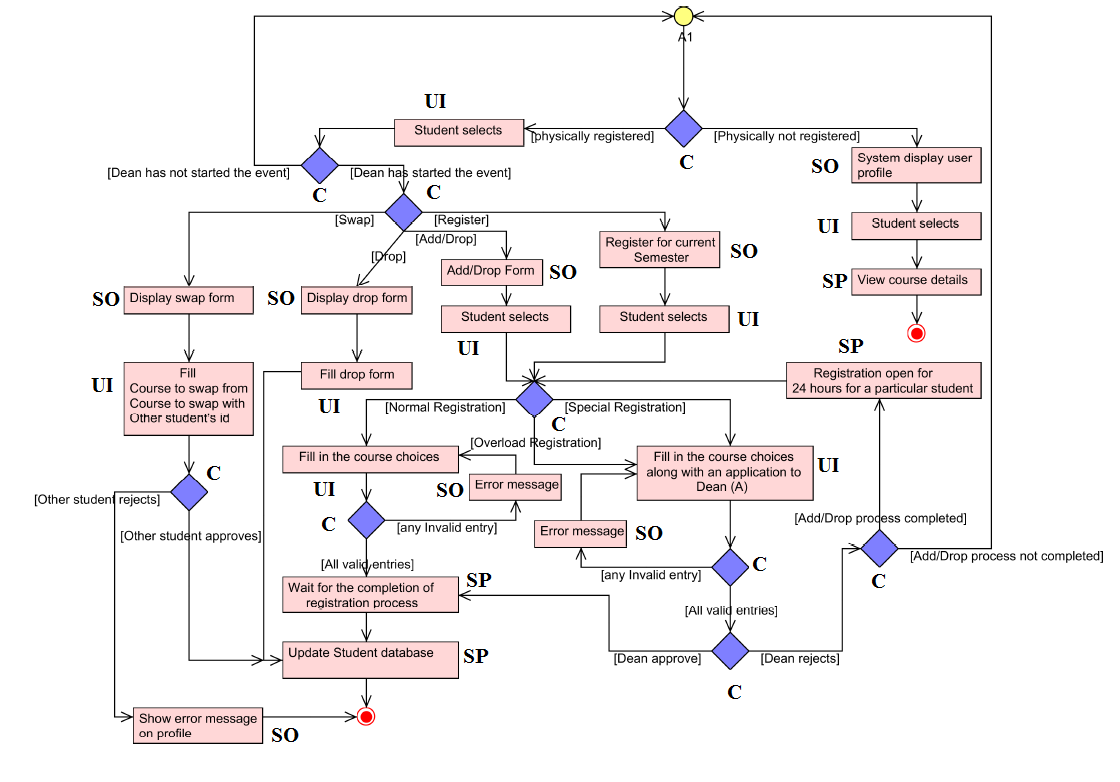 A1
UI
Student selects
[physically registered]
[Physically not registered]
C
SO
System display user
profile
[Dean has not started the event]
[Dean has started the event]
C
C
[Swap]
[Register]
[Add/Drop]
[Drop]
UI
Student selects
Register for current
Semester
SO
SO
Display swap form
SO
Display drop form
Add/Drop Form
SO
SP
View course details
Student selects
UI
Student selects
UI
SP
UI
Fill
Course to swap from
Course to swap with
Other student's id
Fill drop form
UI
Registration open for
24 hours for a particular student
[Normal Registration]
[Special Registration]
C
[Overload Registration]
Fill in the course choices
UI
SO
Error message
Fill in the course choices
along with an application to
Dean (A)
UI
C
[Other student rejects]
[Other student approves]
C
[any Invalid entry]
Error message
SO
[Add/Drop process completed]
[Add/Drop process not completed]
C
[All valid entries]
[any Invalid entry]
C
Wait for the completion of
registration process
SP
[All valid entries]
Update Student database
SP
[Dean approve]
[Dean rejects]
C
Show error message
on profile
SO